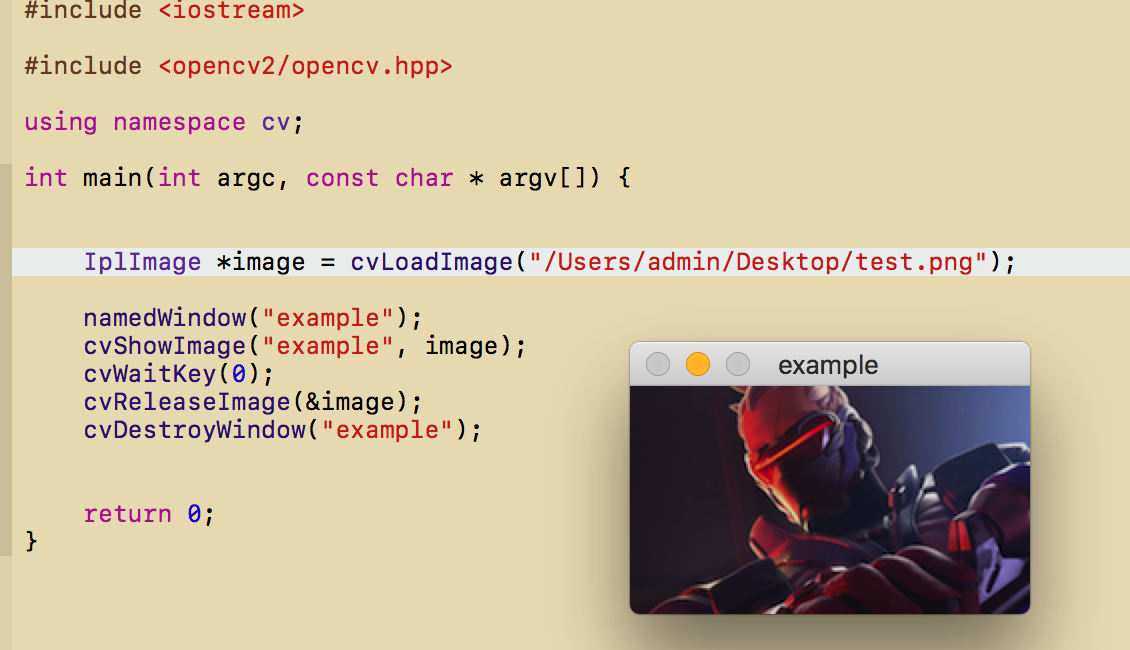 #include <iostream>
#include <opencv2/opencv.hpp>
using namespace cv;
int main(int argc, const char * argv[]) {
IplImage *image = cvLoadImage("/Users/admin/Desktop/test.png");
namedWindow("example");
cvShowImage("example", image);
cvWaitKey(0);
cvReleaseImage(&image);
cvDestroyWindow("example");
return 0;
}
example